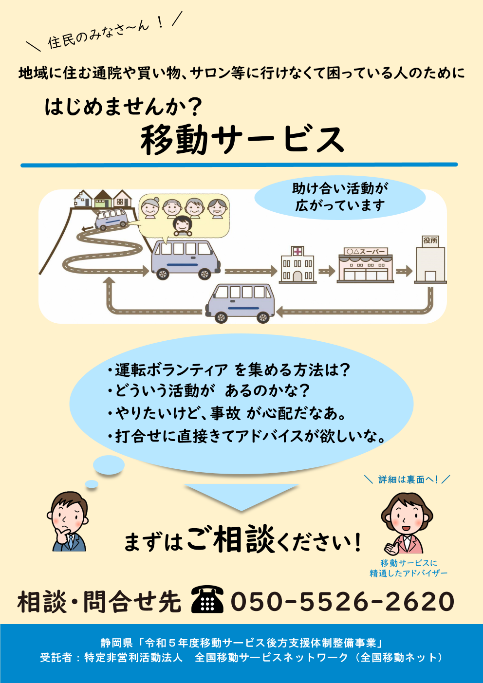 ＼ 住民のみなさ～ん！ ／
地域に住む通院や買い物、サロン等に行けなくて困っている人のために
はじめませんか？
移動サービス
助け合い活動が
広がっています
役所
〇△スーパー
・運転ボランティア を集める方法は？
・どういう活動が あるのかな？
・やりたいけど、事故 が心配だなあ。
・打合せに直接きてアドバイスが欲しいな。
＼ 詳細は裏面へ！ ／
まずはご相談ください！
移動サービスに
精通したアドバイザー
相談・問合せ先 ☎ 050-5526-2620
静岡県「令和５年度移動サービス後方支援体制整備事業」
受託者：特定非営利活動法人 全国移動サービスネットワーク（全国移動ネット）